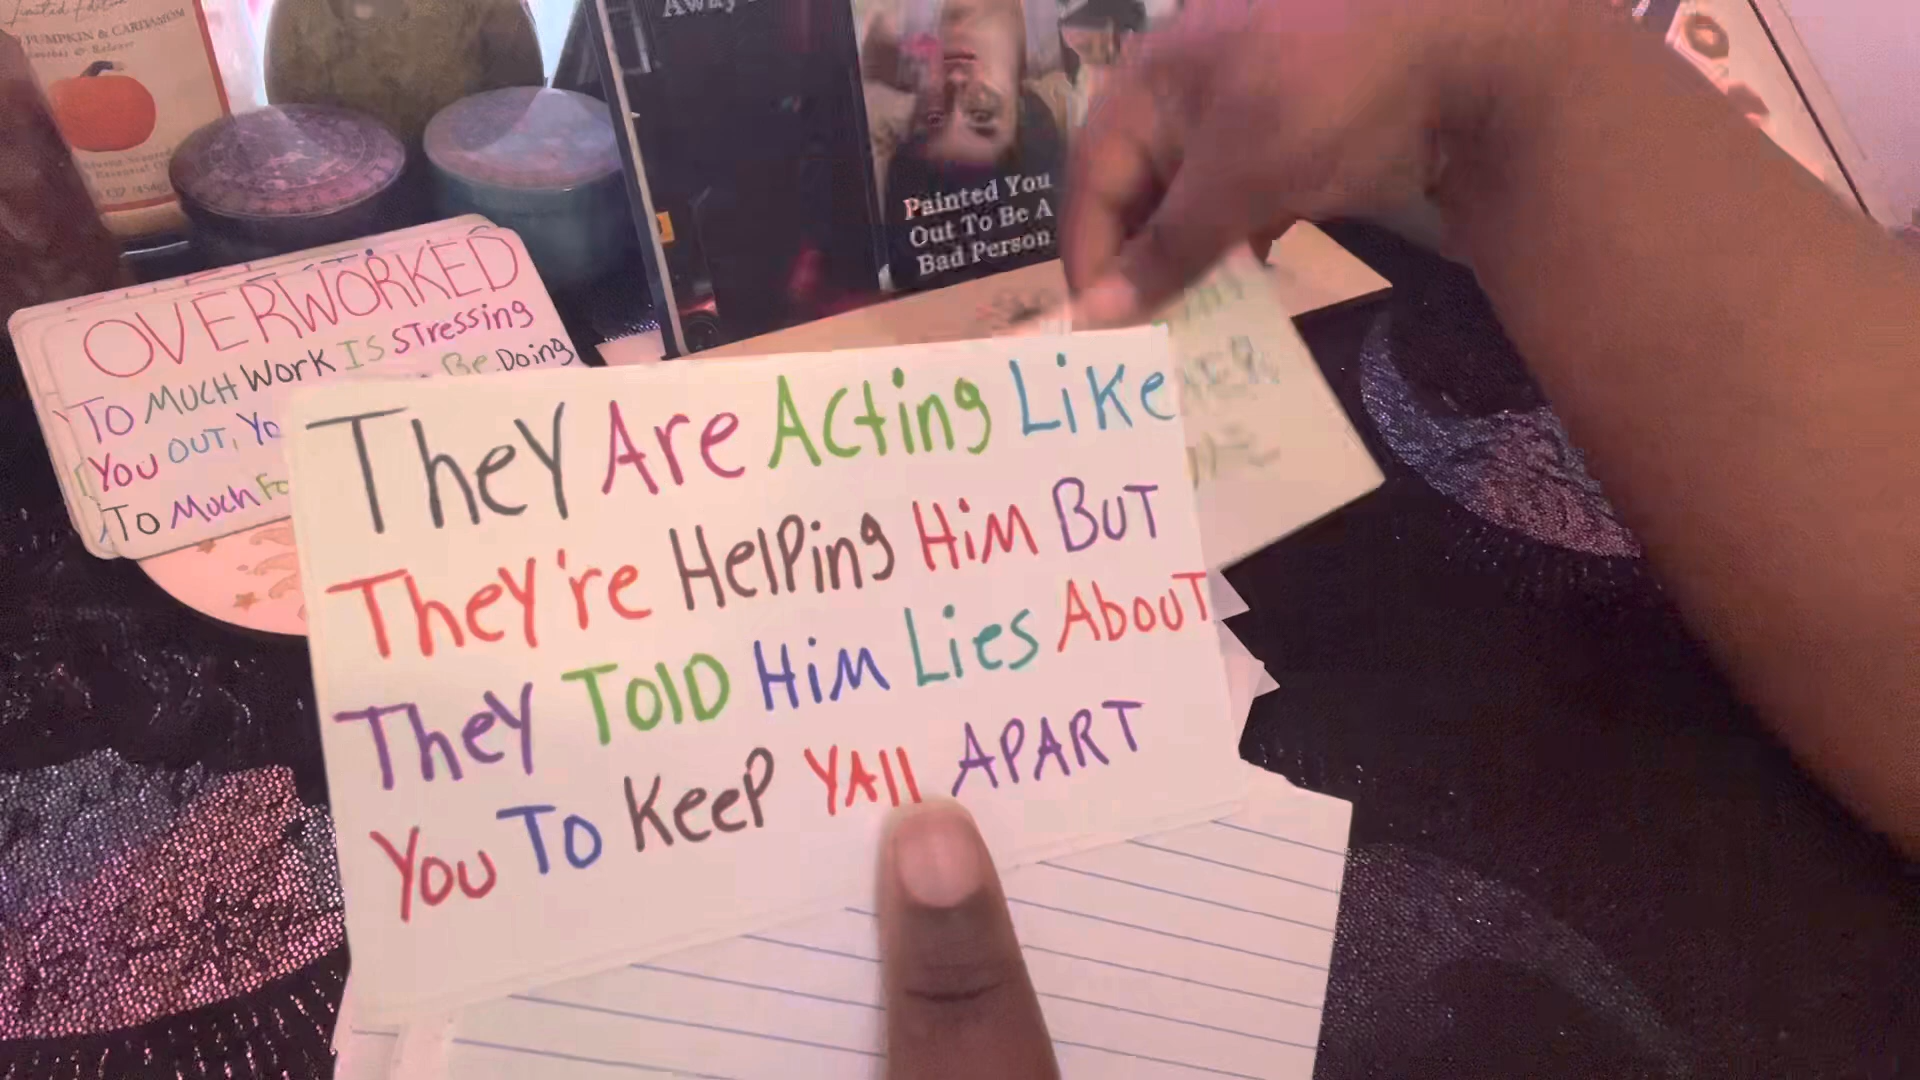 Limited Edition
PUMPKIN & CARDAMOM
Away
Painted You
Out To Be A
Bad Person
OVERWORKED
To MUCH Work Is STressing
You OUT, Yo
Be Doing
To Much Fo
They Are Acting Like
They're Helping Him But
They Told Him Lies About
You To Keep Yall APART